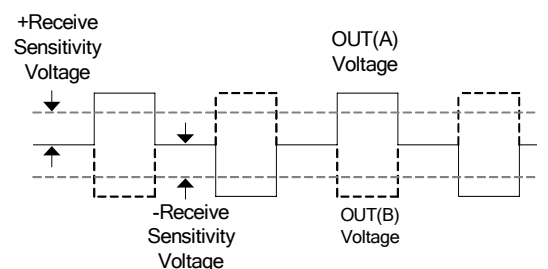 +Receive
Sensitivity
Voltage
OUT(A)
Voltage
-Receive
Sensitivity
Voltage
OUT(B)
Voltage